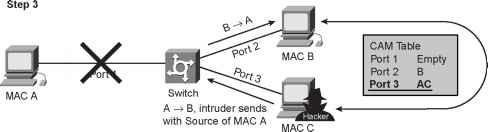 Step 3
B → A
Port 2
MAC B
CAM Table
Port 1 Empty
Port 2 B
Port 3 AC
Port 1
MAC A
Switch
Port 3
A → B, intruder sends
with Source of MAC A
Hacker
MAC C